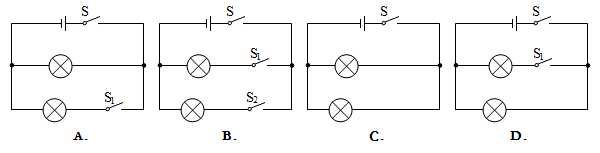 S S S S
S₁ S₁
S₁ S₂
A. B. C. D.